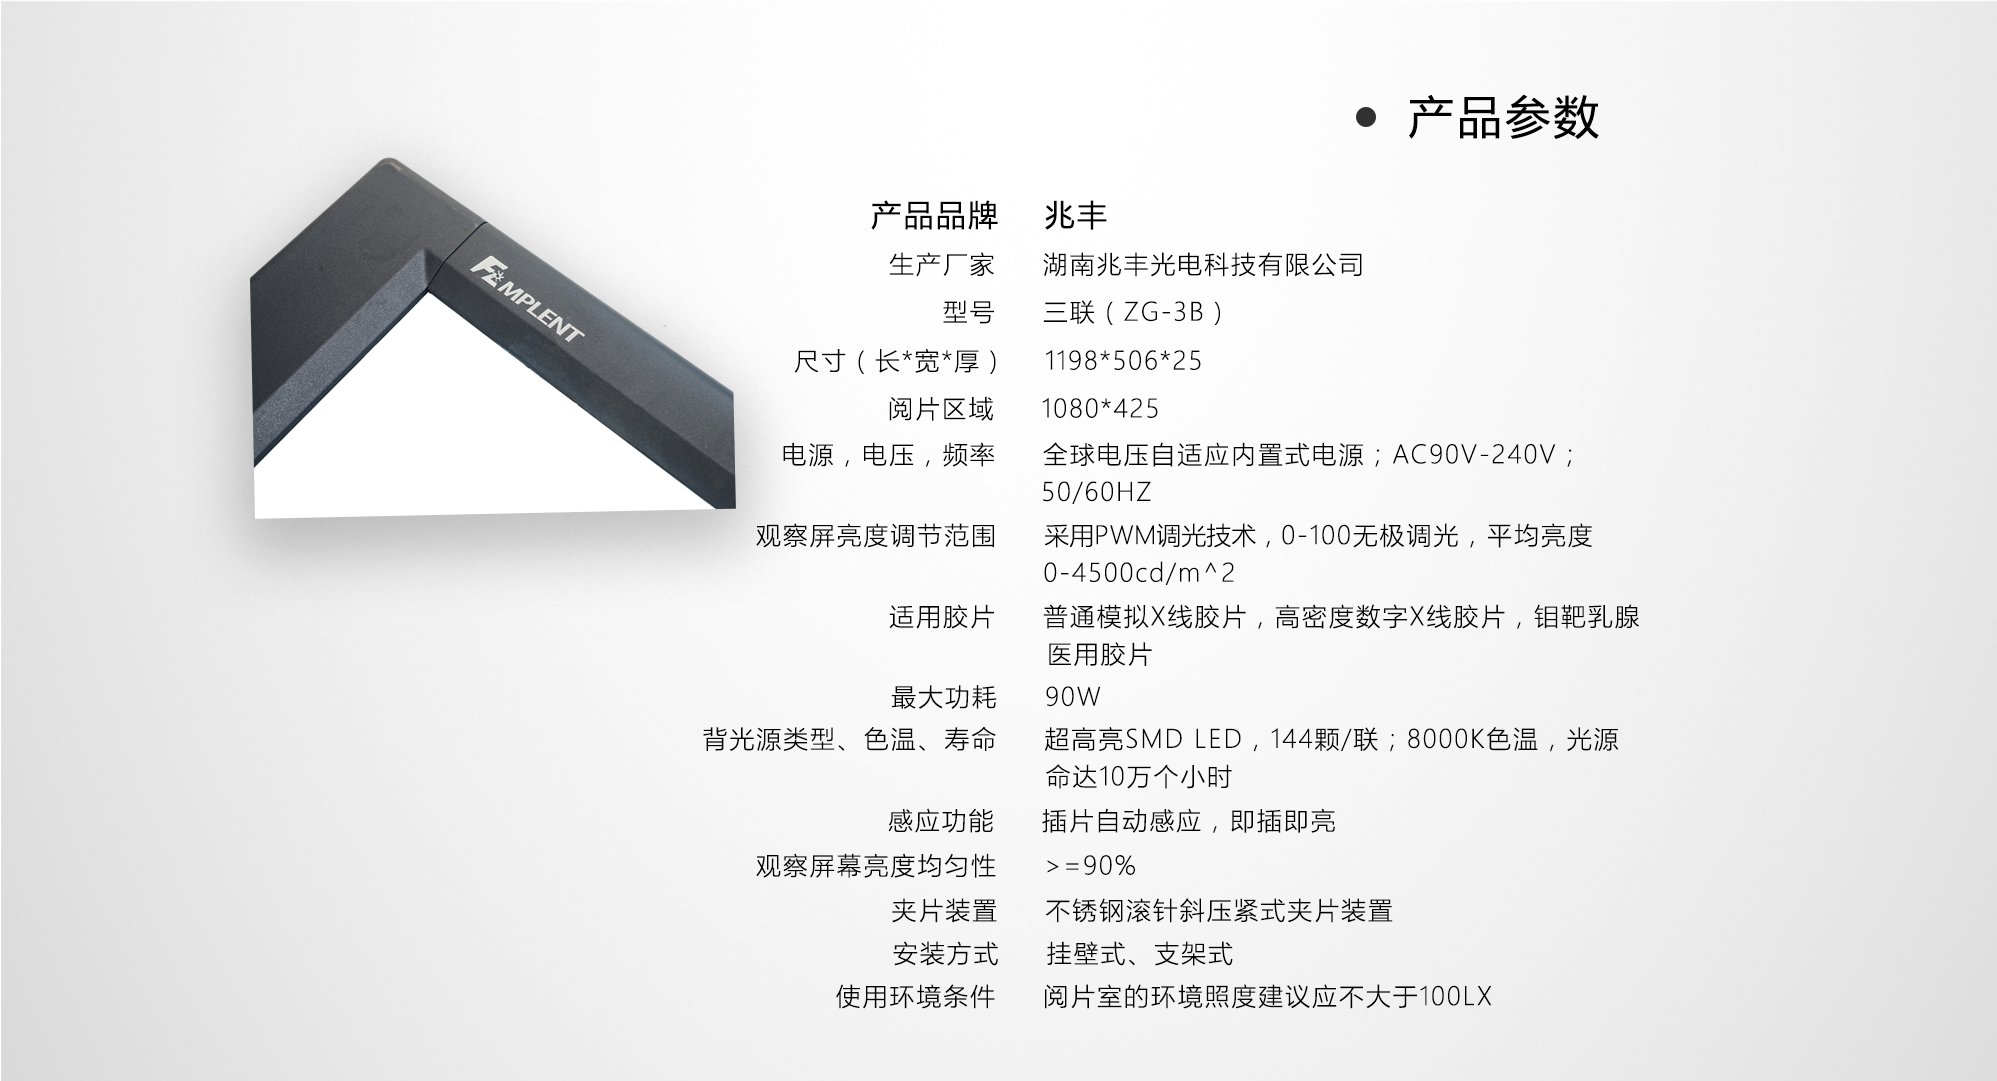 • 产品参数
产品品牌 兆丰
生产厂家 湖南兆丰光电科技有限公司
型号 三联（ZG-3B）
尺寸（长*宽*厚） 1198*506*25
阅片区域 1080*425
电源，电压，频率 全球电压自适应内置式电源；AC90V-240V；
50/60HZ
观察屏亮度调节范围 采用PWM调光技术，0-100无极调光，平均亮度
0-4500cd/m^2
适用胶片 普通模拟X线胶片，高密度数字X线胶片，钼靶乳腺
医用胶片
最大功耗 90W
背光源类型、色温、寿命 超高亮SMD LED，144颗/联；8000K色温，光源
命达10万个小时
感应功能 插片自动感应，即插即亮
观察屏幕亮度均匀性 >=90%
夹片装置 不锈钢滚针斜压紧式夹片装置
安装方式 挂壁式、支架式
使用环境条件 阅片室的环境照度建议应不大于100LX
EMPLENT